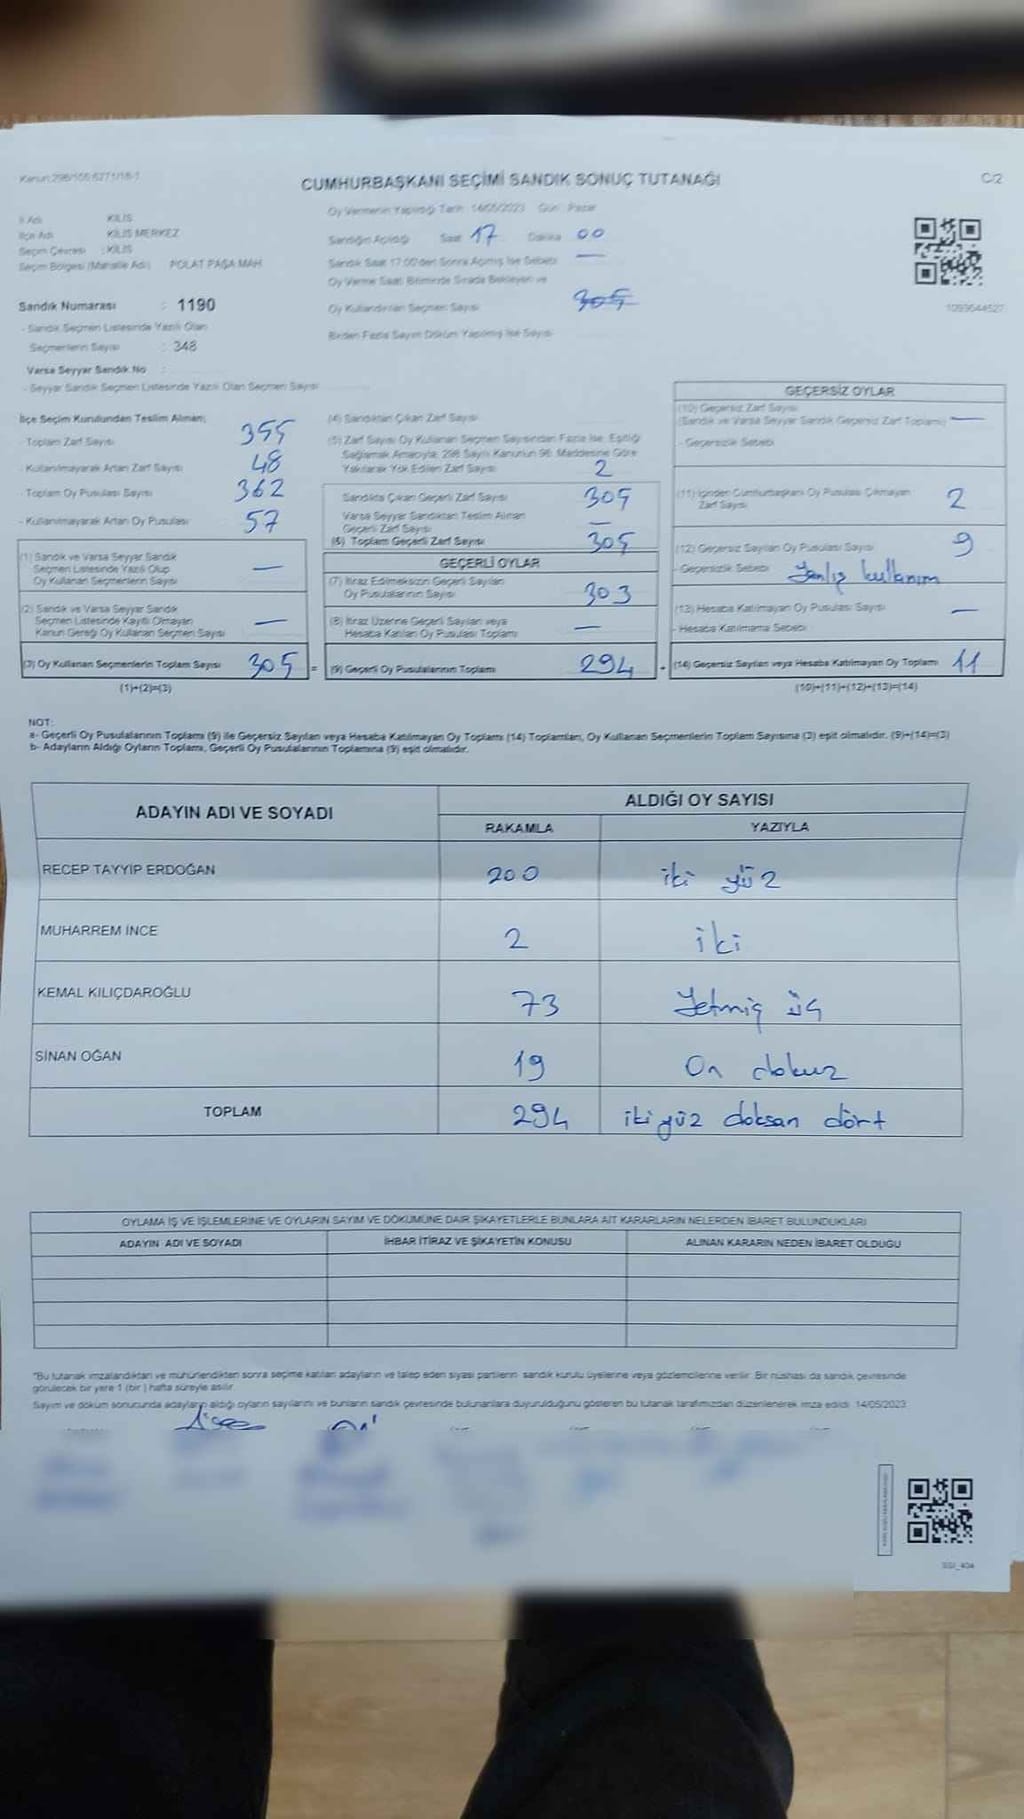 Kanun:298/105 6271/18-1
CUMHURBAŞKANI SEÇİMİ SANDIK SONUÇ TUTANAĞI
C/2
İl Adı KİLİS
İlçe Adı KİLİS MERKEZ
Seçim Çevresi : KİLİS
Seçim Bölgesi (Mahalle Adı) POLAT PAŞA MAH.
Sandık Numarası : 1190
- Sandık Seçmen Listesinde Yazılı Olan
Seçmenlerin Sayısı : 348
Varsa Seyyar Sandık No :
- Seyyar Sandık Seçmen Listesinde Yazılı Olan Seçmen Sayısı
Oy Vermenin Yapıldığı Tarih: 14/05/2023 Gün: Pazar
Sandığın Açıldığı Saat 17 Dakika 00
Sandık Saat 17:00'den Sonra Açılmış İse Sebebi —
Oy Verme Saati Bitiminde Sırada Bekleyen ve
Oy Kullandırılan Seçmen Sayısı 305
Birden Fazla Sayım Döküm Yapılmış İse Sayısı
1093644527
İlçe Seçim Kurulundan Teslim Alınan;
- Toplam Zarf Sayısı 355
- Kullanılmayarak Artan Zarf Sayısı 48
- Toplam Oy Pusulası Sayısı 362
- Kullanılmayarak Artan Oy Pusulası 57
(1) Sandık ve Varsa Seyyar Sandık
Seçmen Listesinde Yazılı Olup
Oy Kullanan Seçmenlerin Sayısı —
(2) Sandık ve Varsa Seyyar Sandık
Seçmen Listesinde Kayıtlı Olmayan
Kanun Gereği Oy Kullanan Seçmen Sayısı —
(3) Oy Kullanan Seçmenlerin Toplam Sayısı 305 =
(1)+(2)=(3)
(4) Sandıktan Çıkan Zarf Sayısı
(5) Zarf Sayısı Oy Kullanan Seçmen Sayısından Fazla İse, Eşitliği
Sağlamak Amacıyla, 298 Sayılı Kanunun 98. Maddesine Göre
Yakılarak Yok Edilen Zarf Sayısı 2
Sandıkta Çıkan Geçerli Zarf Sayısı 305
Varsa Seyyar Sandıktan Teslim Alınan
Geçerli Zarf Sayısı —
(6) Toplam Geçerli Zarf Sayısı 305
GEÇERLİ OYLAR
(7) İtiraz Edilmeksizin Geçerli Sayılan
Oy Pusulalarının Sayısı 303
(8) İtiraz Üzerine Geçerli Sayılan veya
Hesaba Katılan Oy Pusulası Toplamı —
(9) Geçerli Oy Pusulalarının Toplamı 294 +
GEÇERSİZ OYLAR
(10) Geçersiz Zarf Sayısı
(Sandık ve Varsa Seyyar Sandık Geçersiz Zarf Toplamı) —
- Geçersizlik Sebebi
(11) İçinden Cumhurbaşkanı Oy Pusulası Çıkmayan
Zarf Sayısı 2
(12) Geçersiz Sayılan Oy Pusulası Sayısı 9
- Geçersizlik Sebebi Yanlış kullanım
(13) Hesaba Katılmayan Oy Pusulası Sayısı —
- Hesaba Katılmama Sebebi
(14) Geçersiz Sayılan veya Hesaba Katılmayan Oy Toplamı 11
(10)+(11)+(12)+(13)=(14)
NOT:
a- Geçerli Oy Pusulalarının Toplamı (9) ile Geçersiz Sayılan veya Hesaba Katılmayan Oy Toplamı (14) Toplamları, Oy Kullanan Seçmenlerin Toplam Sayısına (3) eşit olmalıdır. (9)+(14)=(3)
b- Adayların Aldığı Oyların Toplamı, Geçerli Oy Pusulalarının Toplamına (9) eşit olmalıdır.
ADAYIN ADI VE SOYADI ALDIĞI OY SAYISI
RAKAMLA YAZIYLA
RECEP TAYYİP ERDOĞAN 200 iki yüz
MUHARREM İNCE 2 iki
KEMAL KILIÇDAROĞLU 73 Yetmiş üç
SİNAN OĞAN 19 On dokuz
TOPLAM 294 iki yüz doksan dört
OYLAMA İŞ VE İŞLEMLERİNE VE OYLARIN SAYIM VE DÖKÜMÜNE DAİR ŞİKAYETLERLE BUNLARA AİT KARARLARIN NELERDEN İBARET BULUNDUKLARI
ADAYIN ADI VE SOYADI İHBAR İTİRAZ VE ŞİKAYETİN KONUSU ALINAN KARARIN NEDEN İBARET OLDUĞU
*Bu tutanak imzalandıktan ve mühürlendikten sonra seçime katılan adayların ve talep eden siyasi partilerin sandık kurulu üyelerine veya gözlemcilerine verilir. Bir nüshası da sandık çevresinde
görülecek bir yere 1 (bir) hafta süreyle asılır.
Sayım ve döküm sonucunda adayların aldığı oyların sayılarını ve bunların sandık çevresinde bulunanlara duyurulduğunu gösteren bu tutanak tarafımızdan düzenlenerek imza edildi. 14/05/2023
SSI_404